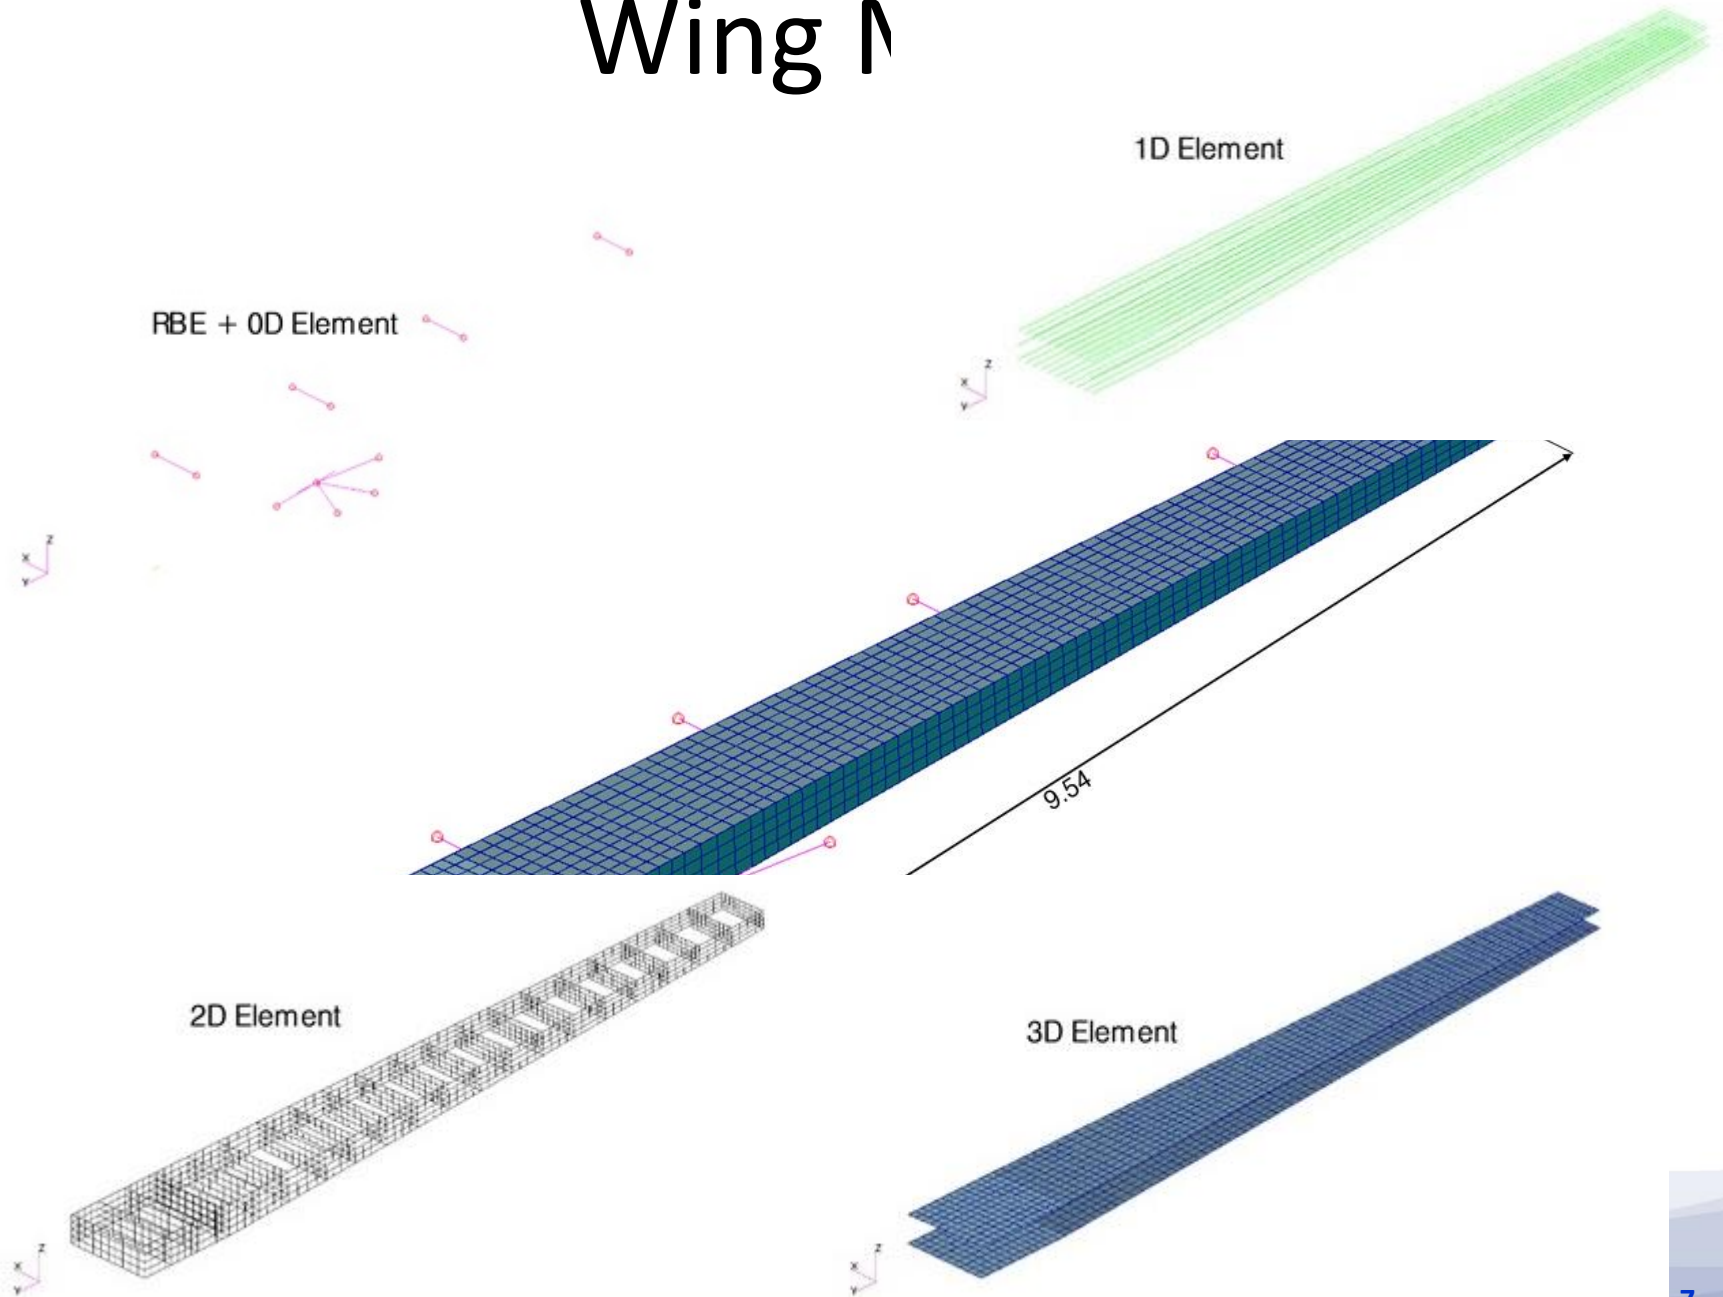 Wing
1D Element
RBE + 0D Element
z
x
y
z
x
y
9.54
2D Element
3D Element
z
x
y
z
x
y